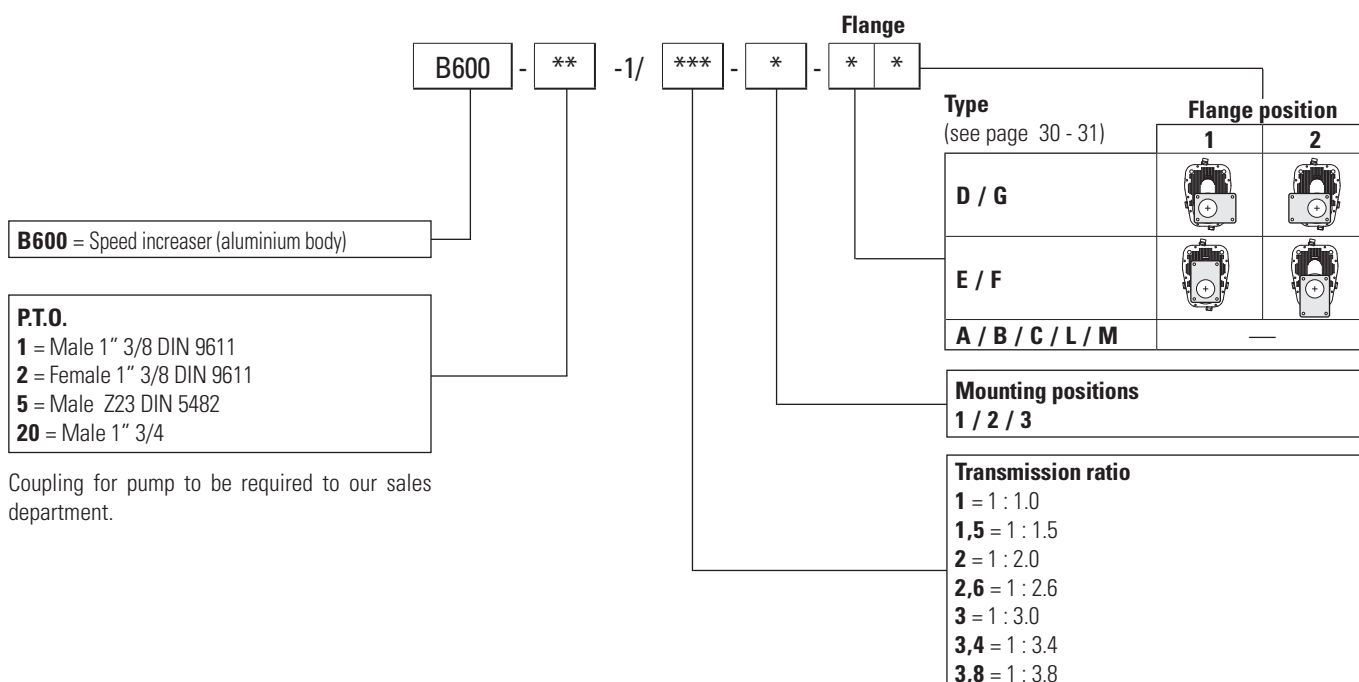 Flange
B600 - ** -1/ *** - * - * *
Type
(see page 30 - 31)
Flange position
1 2
D / G
E / F
A / B / C / L / M —
B600 = Speed increaser (aluminium body)
P.T.O.
1 = Male 1” 3/8 DIN 9611
2 = Female 1” 3/8 DIN 9611
5 = Male Z23 DIN 5482
20 = Male 1” 3/4
Coupling for pump to be required to our sales
department.
Mounting positions
1 / 2 / 3
Transmission ratio
1 = 1 : 1.0
1,5 = 1 : 1.5
2 = 1 : 2.0
2,6 = 1 : 2.6
3 = 1 : 3.0
3,4 = 1 : 3.4
3,8 = 1 : 3.8